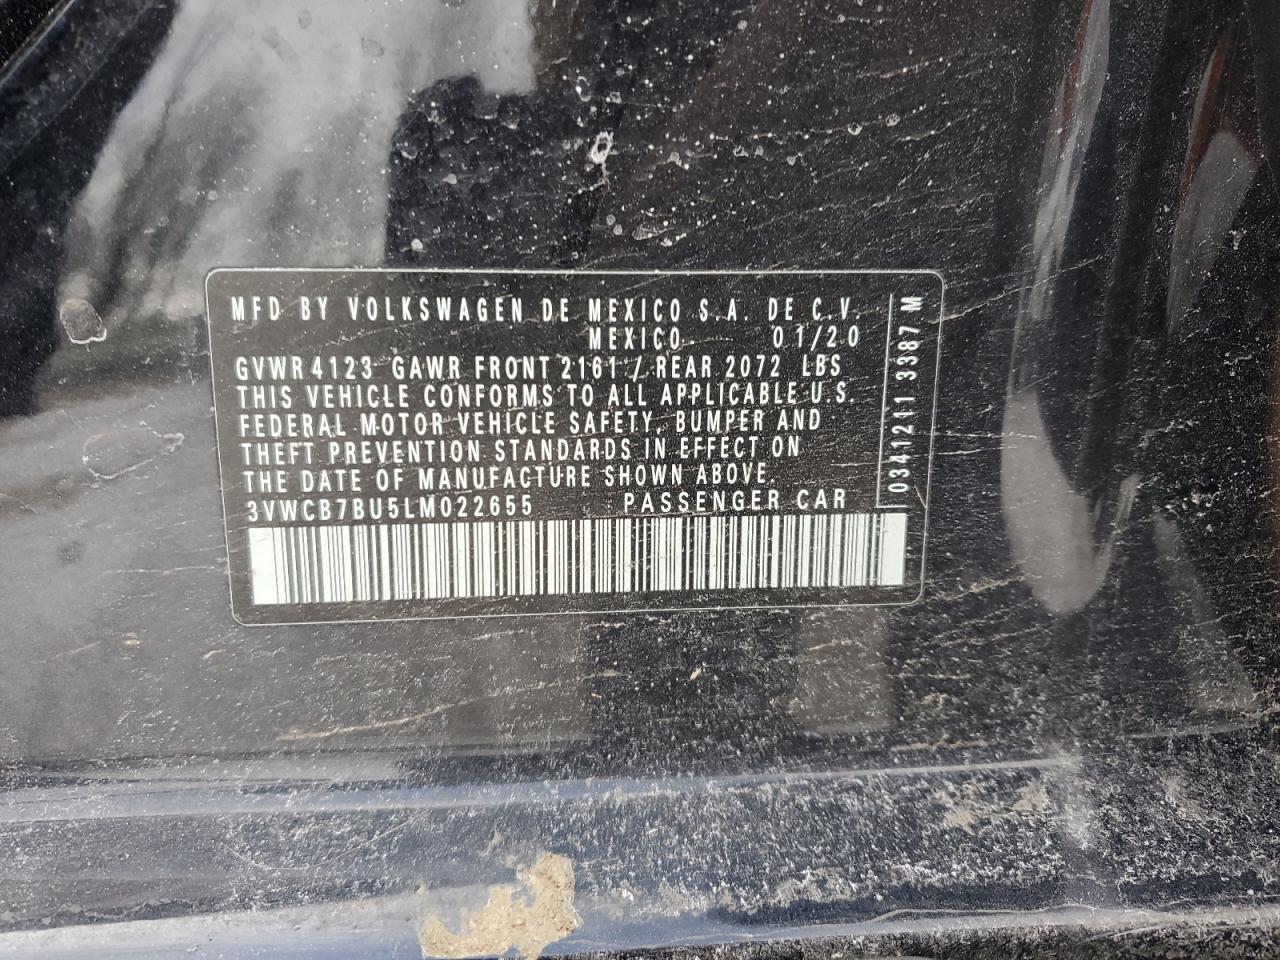 MFD BY VOLKSWAGEN DE MEXICO S.A. DE C.V.
MEXICO 01/20
GVWR 4123 GAWR FRONT 2161 / REAR 2072 LBS
THIS VEHICLE CONFORMS TO ALL APPLICABLE U.S.
FEDERAL MOTOR VEHICLE SAFETY, BUMPER AND
THEFT PREVENTION STANDARDS IN EFFECT ON
THE DATE OF MANUFACTURE SHOWN ABOVE.
3VWCB7BU5LM022655 PASSENGER CAR
0341211 3387 M